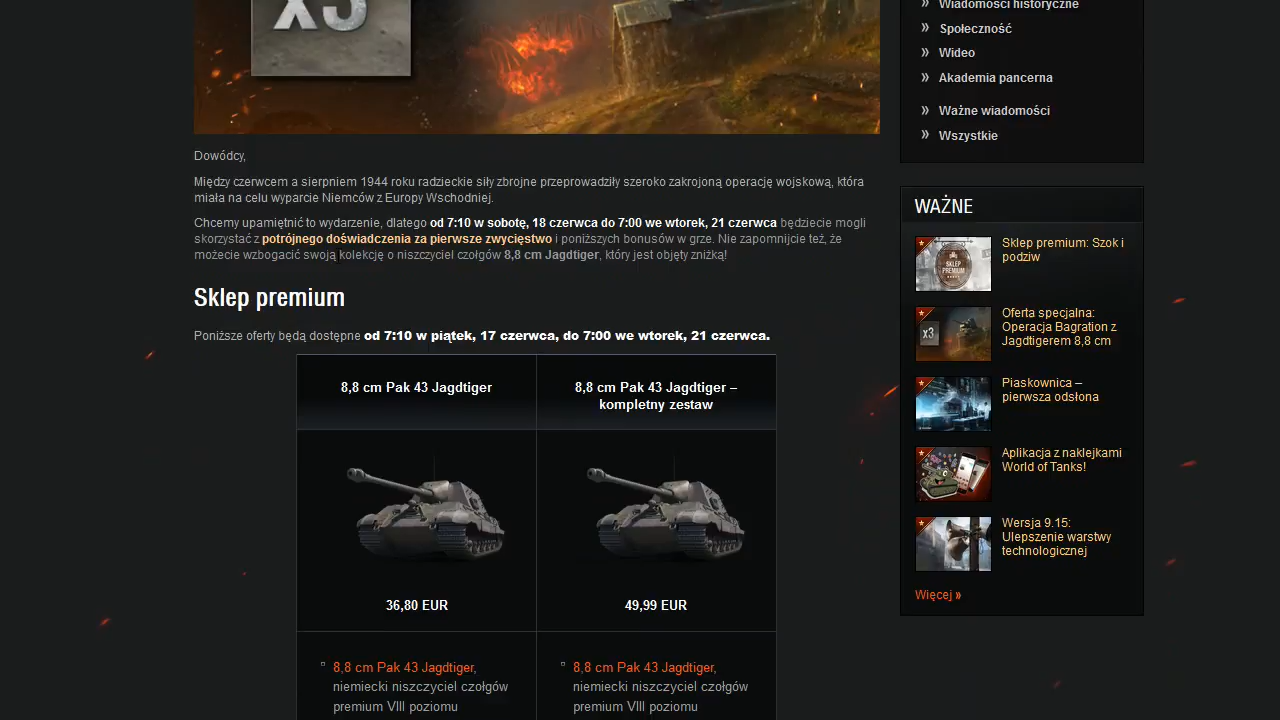 x3
Dowódcy,
Między czerwcem a sierpniem 1944 roku radzieckie siły zbrojne przeprowadziły szeroko zakrojoną operację wojskową, która
miała na celu wyparcie Niemców z Europy Wschodniej.
Chcemy upamiętnić to wydarzenie, dlatego od 7:10 w sobotę, 18 czerwca do 7:00 we wtorek, 21 czerwca będziecie mogli
skorzystać z potrójnego doświadczenia za pierwsze zwycięstwo i poniższych bonusów w grze. Nie zapomnijcie też, że
możecie wzbogacić swoją kolekcję o niszczyciel czołgów 8,8 cm Jagdtiger, który jest objęty zniżką!
Sklep premium
Poniższe oferty będą dostępne od 7:10 w piątek, 17 czerwca, do 7:00 we wtorek, 21 czerwca.
8,8 cm Pak 43 Jagdtiger
8,8 cm Pak 43 Jagdtiger –
kompletny zestaw
36,80 EUR
49,99 EUR
8,8 cm Pak 43 Jagdtiger,
niemiecki niszczyciel czołgów
premium VIII poziomu
8,8 cm Pak 43 Jagdtiger,
niemiecki niszczyciel czołgów
premium VIII poziomu
» Wiadomości historyczne
» Społeczność
» Wideo
» Akademia pancerna
» Ważne wiadomości
» Wszystkie
WAŻNE
SKLEP
PREMIUM
Sklep premium: Szok i
podziw
x3
Oferta specjalna:
Operacja Bagration z
Jagdtigerem 8,8 cm
Piaskownica –
pierwsza odsłona
Aplikacja z naklejkami
World of Tanks!
Wersja 9.15:
Ulepszenie warstwy
technologicznej
Więcej »